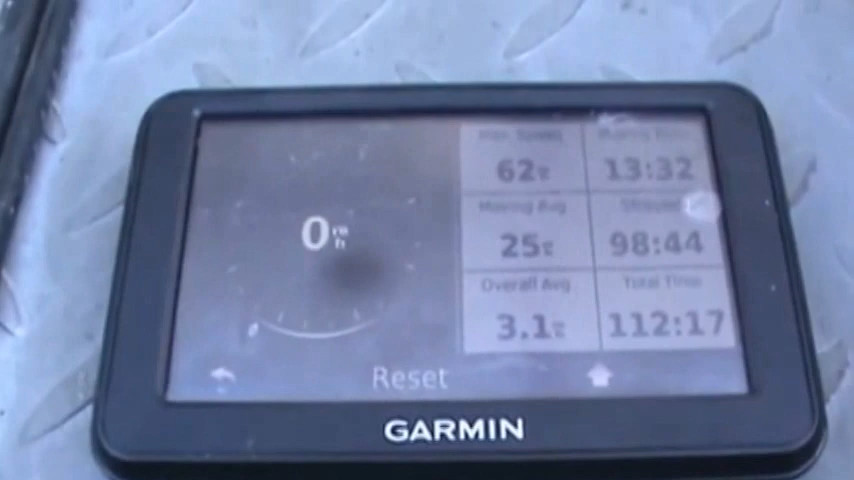 Max. Speed Moving Time
62 13:32
0
Moving Avg Stopped
25 98:44
Overall Avg Total Time
3.1 112:17
Reset
GARMIN